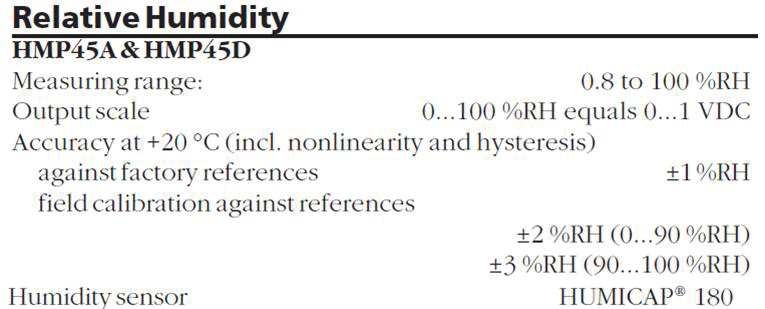 Relative Humidity
HMP45A & HMP45D
Measuring range: 0.8 to 100 %RH
Output scale 0...100 %RH equals 0...1 VDC
Accuracy at +20 °C (incl. nonlinearity and hysteresis)
against factory references ±1 %RH
field calibration against references
±2 %RH (0...90 %RH)
±3 %RH (90...100 %RH)
Humidity sensor HUMICAP® 180